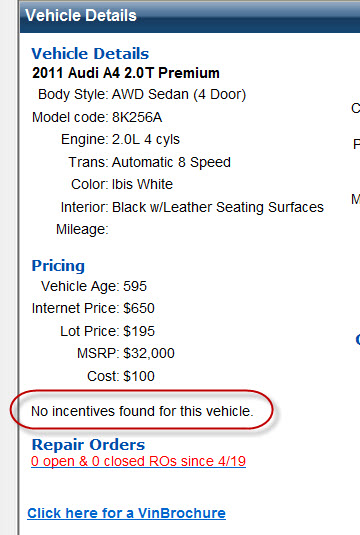 Vehicle Details
Vehicle Details
2011 Audi A4 2.0T Premium
Body Style: AWD Sedan (4 Door)
Model code: 8K256A
Engine: 2.0L 4 cyls
Trans: Automatic 8 Speed
Color: Ibis White
Interior: Black w/Leather Seating Surfaces
Mileage:
Pricing
Vehicle Age: 595
Internet Price: $650
Lot Price: $195
MSRP: $32,000
Cost: $100
No incentives found for this vehicle.
Repair Orders
0 open & 0 closed ROs since 4/19
Click here for a VinBrochure